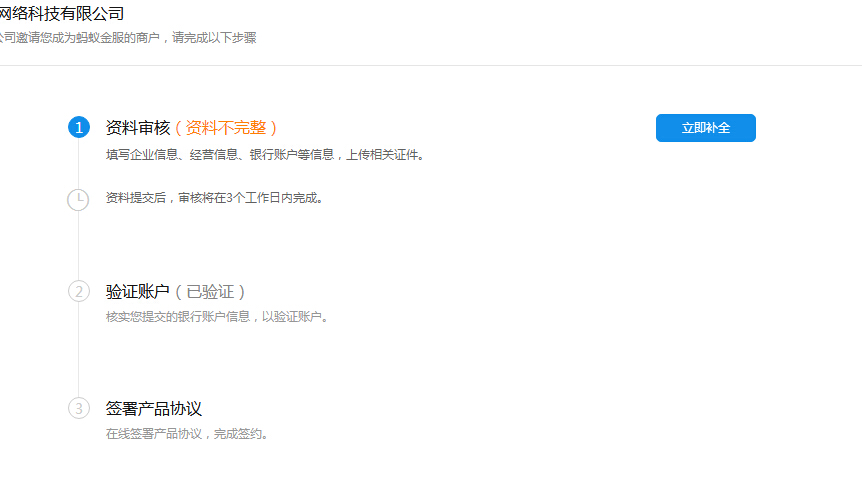 网络科技有限公司
公司邀请您成为蚂蚁金服的商户，请完成以下步骤
1 资料审核（资料不完整） 立即补全
填写企业信息、经营信息、银行账户等信息，上传相关证件。
资料提交后，审核将在3个工作日内完成。
2 验证账户（已验证）
核实您提交的银行账户信息，以验证账户。
3 签署产品协议
在线签署产品协议，完成签约。